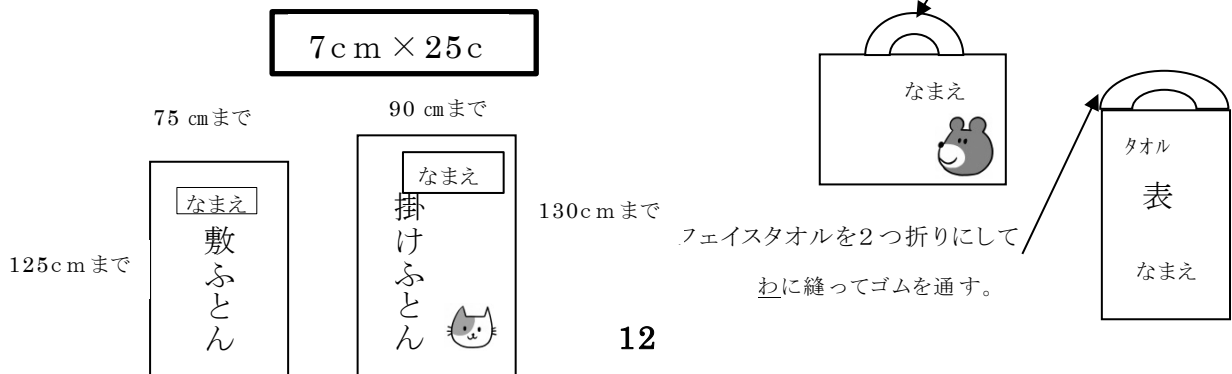 7cm×25c
75 ㎝まで
90 ㎝まで
125cmまで
なまえ
敷ふとん
なまえ
掛けふとん
130cmまで
なまえ
フェイスタオルを2つ折りにして
わに縫ってゴムを通す。
タオル
表
なまえ
12